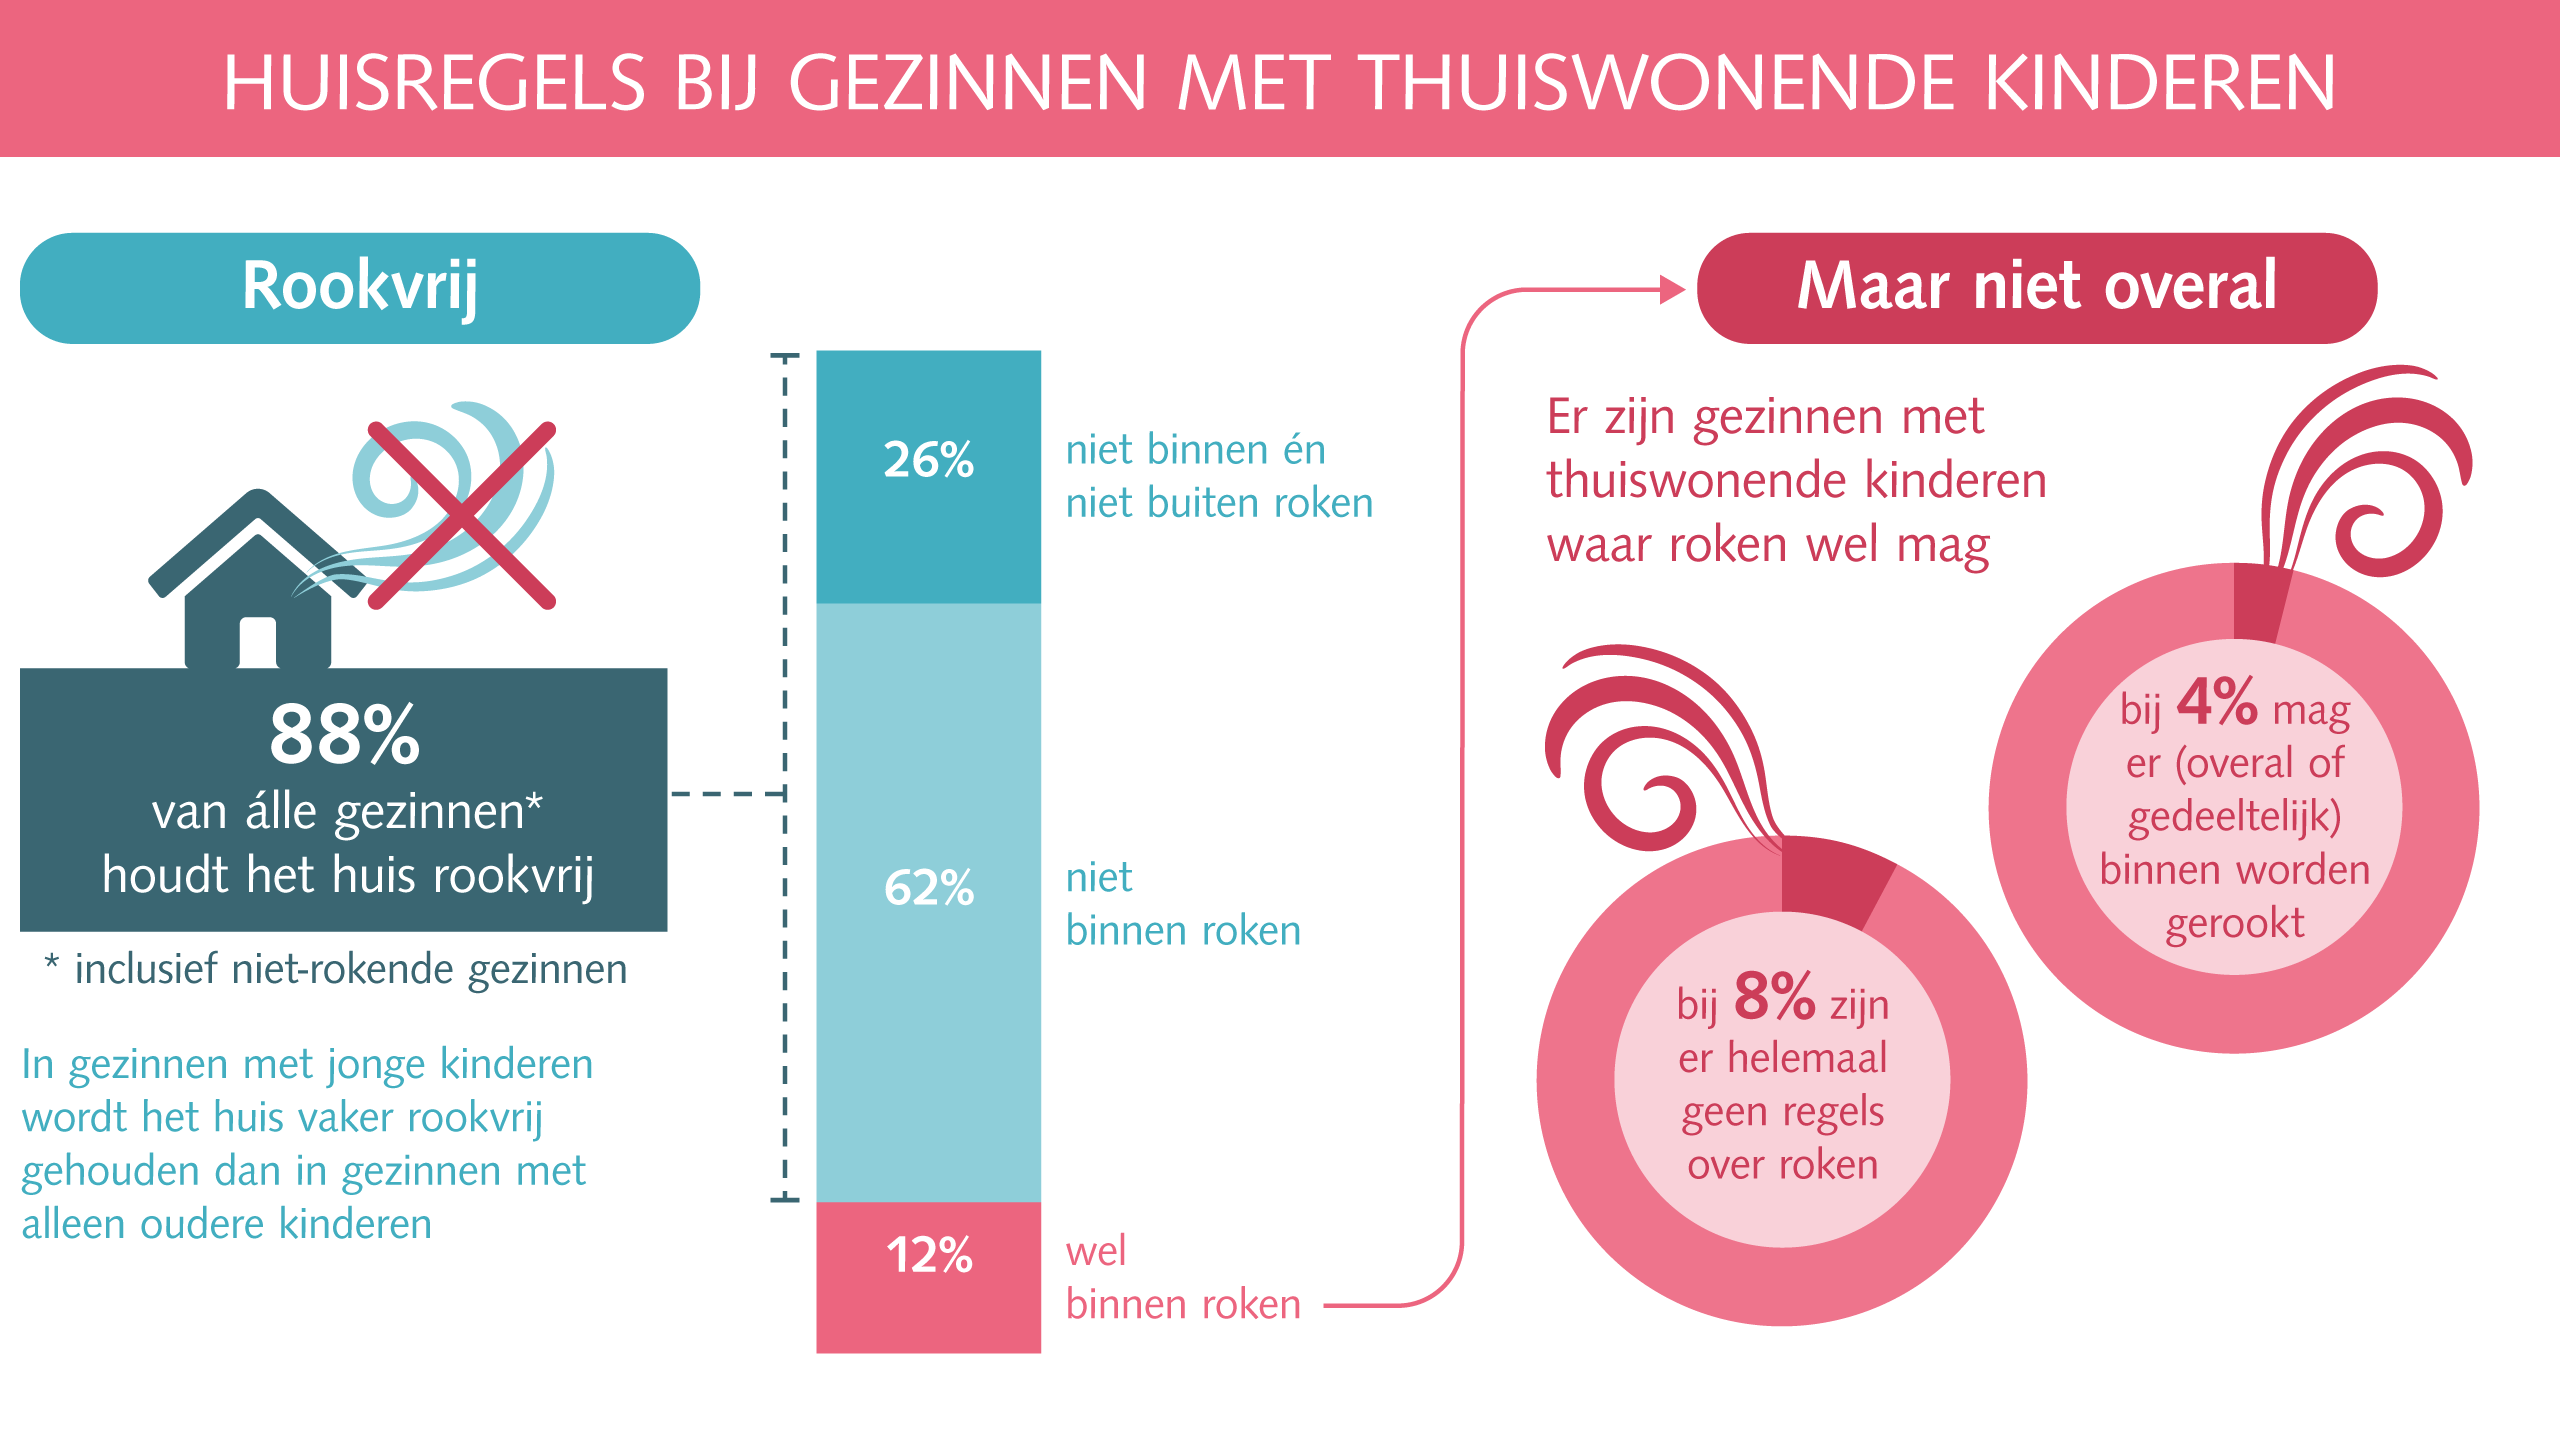 HUISREGELS BIJ GEZINNEN MET THUISWONENDE KINDEREN
Rookvrij
88%
van álle gezinnen*
houdt het huis rookvrij
* inclusief niet-rokende gezinnen
In gezinnen met jonge kinderen
wordt het huis vaker rookvrij
gehouden dan in gezinnen met
alleen oudere kinderen
26%
niet binnen én
niet buiten roken
62%
niet
binnen roken
12%
wel
binnen roken
Maar niet overal
Er zijn gezinnen met
thuiswonende kinderen
waar roken wel mag
bij 8% zijn
er helemaal
geen regels
over roken
bij 4% mag
er (overal of
gedeeltelijk)
binnen worden
gerookt